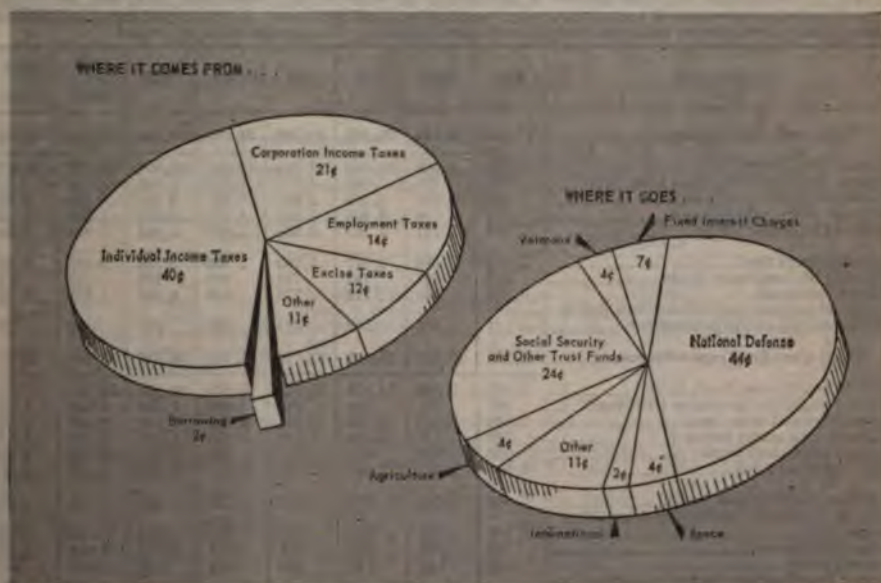 WHERE IT COMES FROM . . .
Corporation Income Taxes
21¢
Employment Taxes
14¢
Individual Income Taxes
40¢
Excise Taxes
12¢
Other
11¢
Borrowing
2¢
WHERE IT GOES . . .
Fixed Interest Charges
Veterans
4¢
7¢
Social Security
and Other Trust Funds
24¢
National Defense
44¢
4¢
Other
11¢
2¢
4¢
Agriculture
International
Space